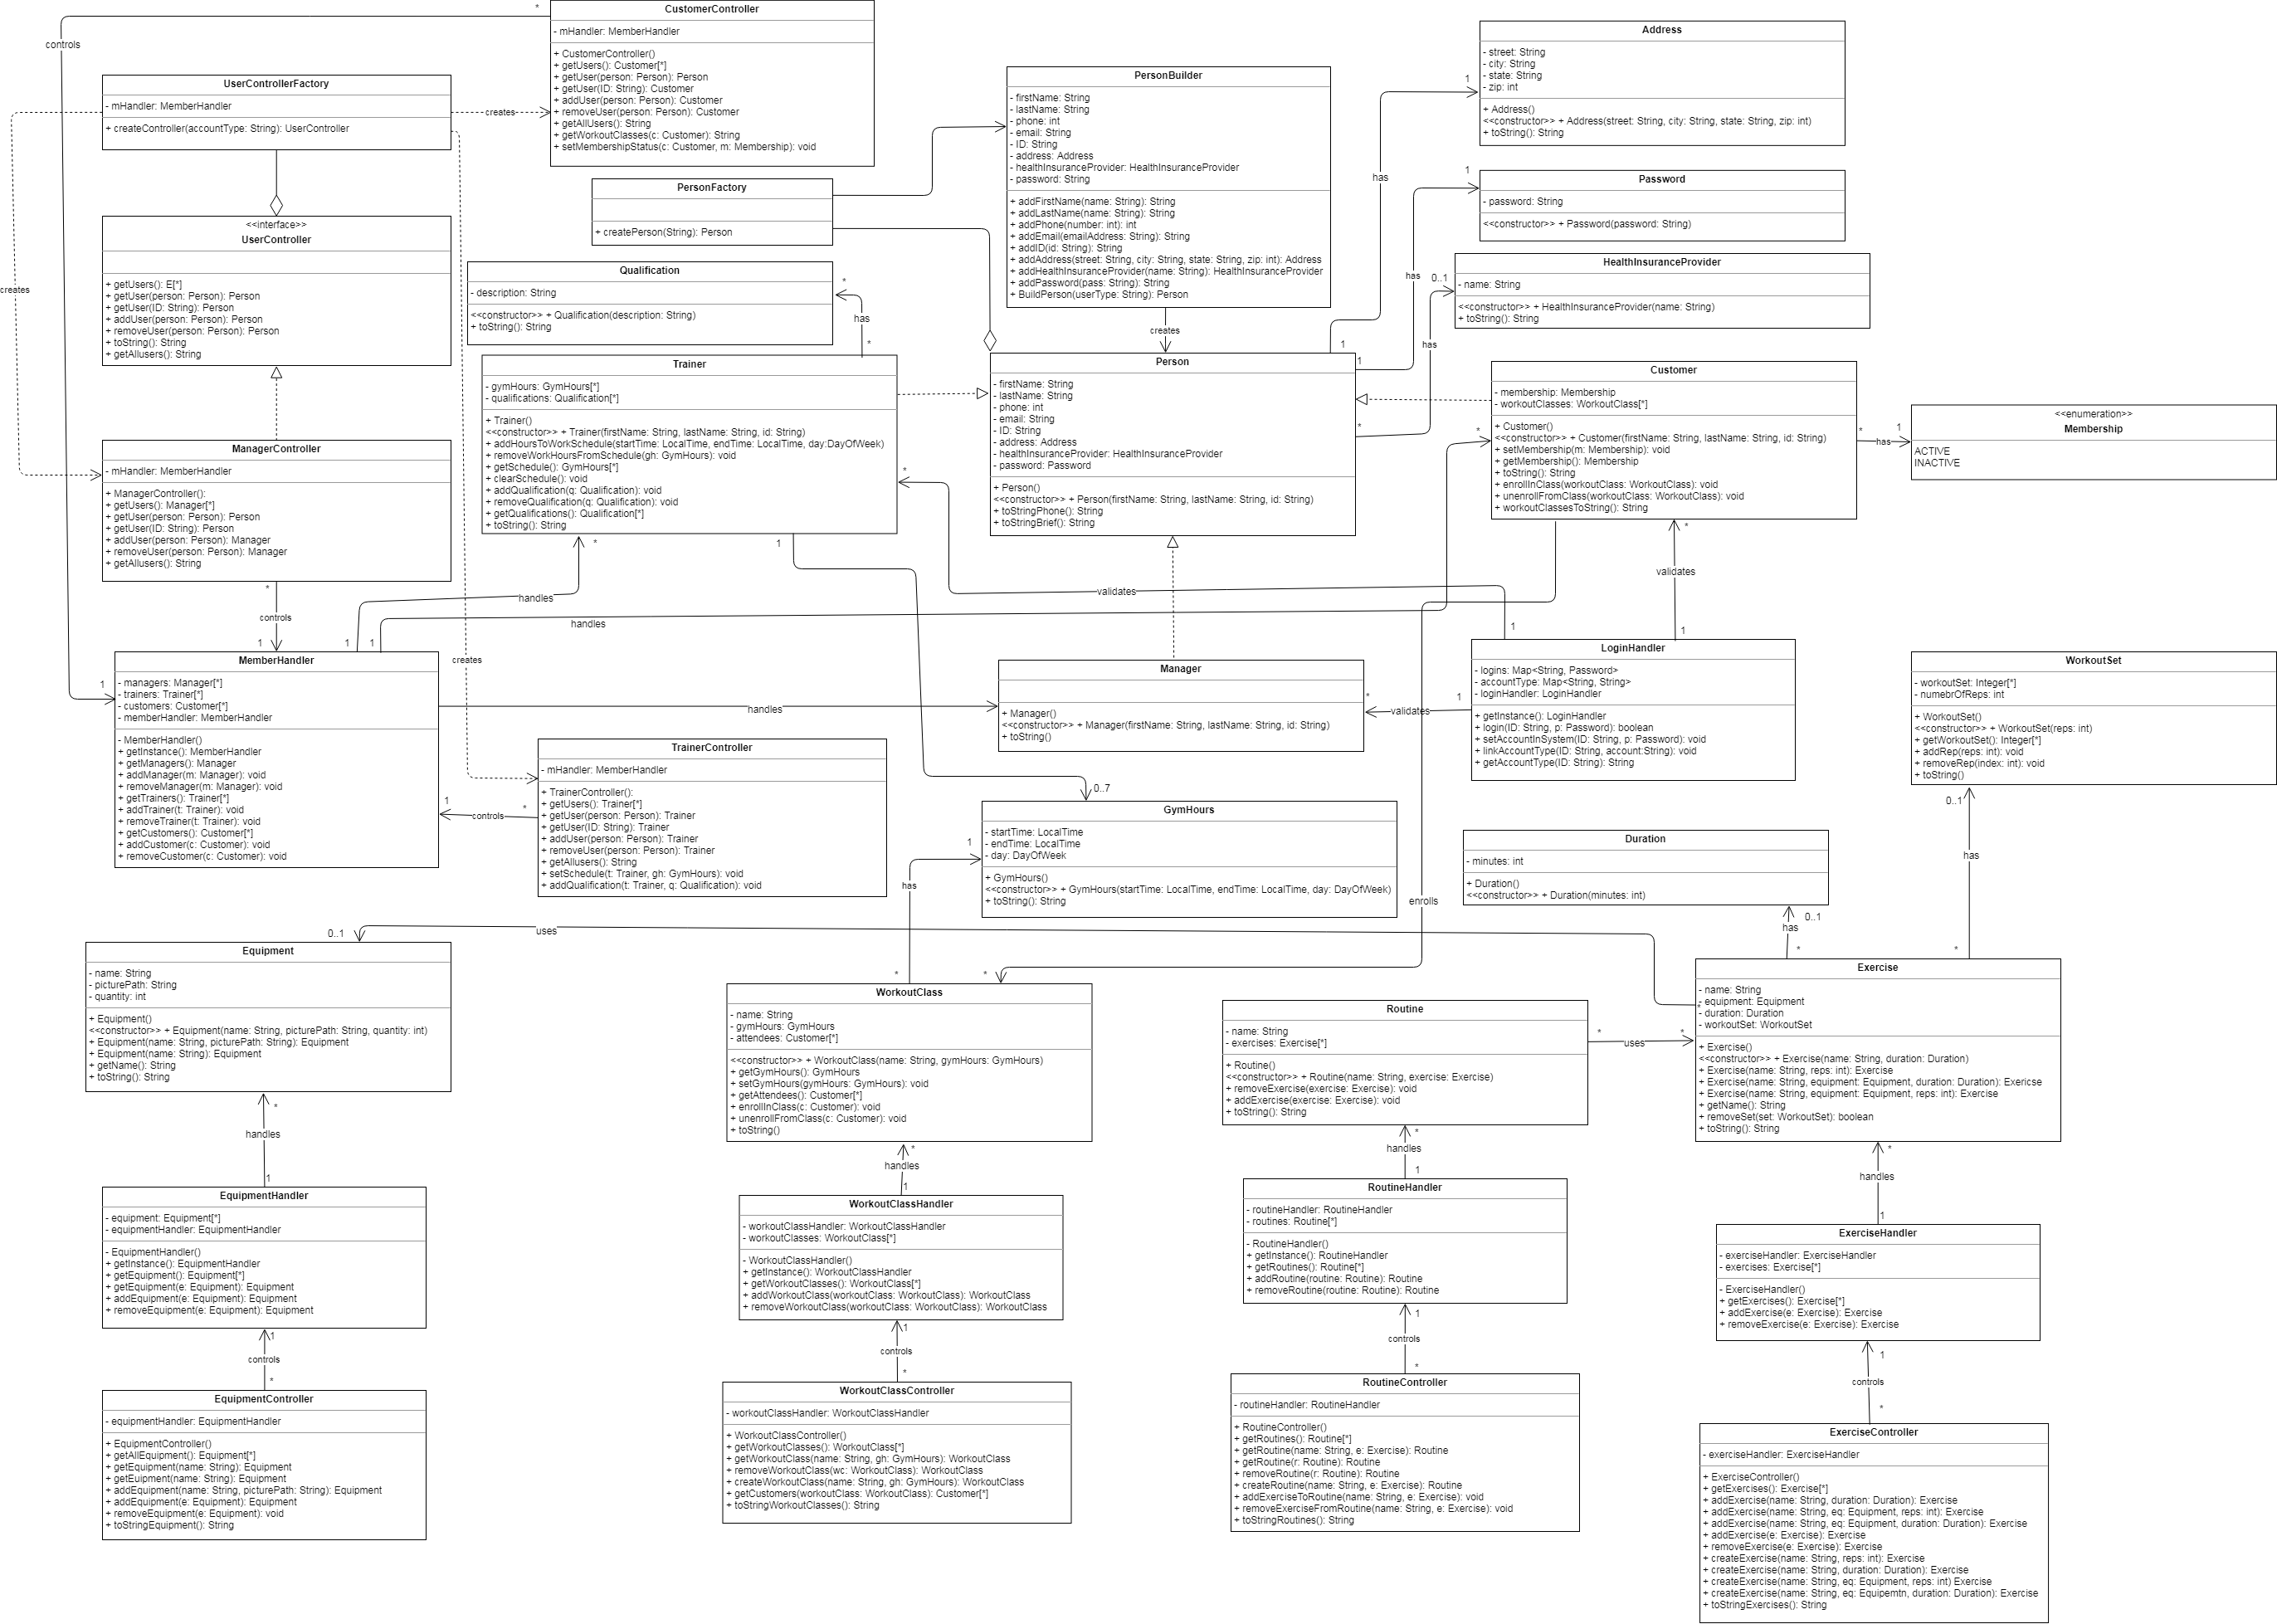 CustomerController
- mHandler: MemberHandler
+ CustomerController()
+ getUsers(): Customer[*]
+ getUser(person: Person): Person
+ getUser(ID: String): Customer
+ addUser(person: Person): Customer
+ removeUser(person: Person): Customer
+ getAllUsers(): String
+ getWorkoutClasses(c: Customer): String
+ setMembershipStatus(c: Customer, m: Membership): void
*
controls
1
UserControllerFactory
- mHandler: MemberHandler
+ createController(accountType: String): UserController
creates
creates
creates
<<interface>>
UserController
+ getUsers(): E[*]
+ getUser(person: Person): Person
+ getUser(ID: String): Person
+ addUser(person: Person): Person
+ removeUser(person: Person): Person
+ toString(): String
+ getAllusers(): String
ManagerController
- mHandler: MemberHandler
+ ManagerController():
+ getUsers(): Manager[*]
+ getUser(person: Person): Person
+ getUser(ID: String): Person
+ addUser(person: Person): Manager
+ removeUser(person: Person): Manager
+ getAllusers(): String
*
controls
1
PersonFactory
+ createPerson(String): Person
PersonBuilder
- firstName: String
- lastName: String
- phone: int
- email: String
- ID: String
- address: Address
- healthInsuranceProvider: HealthInsuranceProvider
- password: String
+ addFirstName(name: String): String
+ addLastName(name: String): String
+ addPhone(number: int): int
+ addEmail(emailAddress: String): String
+ addID(id: String): String
+ addAddress(street: String, city: String, state: String, zip: int): Address
+ addHealthInsuranceProvider(name: String): HealthInsuranceProvider
+ addPassword(pass: String): String
+ BuildPerson(userType: String): Person
creates
Address
- street: String
- city: String
- state: String
- zip: int
+ Address()
<<constructor>> + Address(street: String, city: String, state: String, zip: int)
+ toString(): String
1
has
1
Password
- password: String
<<constructor>> + Password(password: String)
1
has
1
HealthInsuranceProvider
- name: String
<<constructor>> + HealthInsuranceProvider(name: String)
+ toString(): String
0..1
has
*
Qualification
- description: String
<<constructor>> + Qualification(description: String)
+ toString(): String
*
has
*
Trainer
- gymHours: GymHours[*]
- qualifications: Qualification[*]
+ Trainer()
<<constructor>> + Trainer(firstName: String, lastName: String, id: String)
+ addHoursToWorkSchedule(startTime: LocalTime, endTime: LocalTime, day:DayOfWeek)
+ removeWorkHoursFromSchedule(gh: GymHours): void
+ getSchedule(): GymHours[*]
+ clearSchedule(): void
+ addQualification(q: Qualification): void
+ removeQualification(q: Qualification): void
+ getQualifications(): Qualification[*]
+ toString(): String
*
*
1
Person
- firstName: String
- lastName: String
- phone: int
- email: String
- ID: String
- address: Address
- healthInsuranceProvider: HealthInsuranceProvider
- password: Password
+ Person()
<<constructor>> + Person(firstName: String, lastName: String, id: String)
+ toStringPhone(): String
+ toStringBrief(): String
Customer
- membership: Membership
- workoutClasses: WorkoutClass[*]
+ Customer()
<<constructor>> + Customer(firstName: String, lastName: String, id: String)
+ setMembership(m: Membership): void
+ getMembership(): Membership
+ toString(): String
+ enrollInClass(workoutClass: WorkoutClass): void
+ unenrollFromClass(workoutClass: WorkoutClass): void
+ workoutClassesToString(): String
*
has
1
<<enumeration>>
Membership
ACTIVE
INACTIVE
*
*
validates
1
validates
1
handles
1
handles
1
MemberHandler
- managers: Manager[*]
- trainers: Trainer[*]
- customers: Customer[*]
- memberHandler: MemberHandler
- MemberHandler()
+ getInstance(): MemberHandler
+ getManagers(): Manager
+ addManager(m: Manager): void
+ removeManager(m: Manager): void
+ getTrainers(): Trainer[*]
+ addTrainer(t: Trainer): void
+ removeTrainer(t: Trainer): void
+ getCustomers(): Customer[*]
+ addCustomer(c: Customer): void
+ removeCustomer(c: Customer): void
handles
Manager
+ Manager()
<<constructor>> + Manager(firstName: String, lastName: String, id: String)
+ toString()
*
validates
1
LoginHandler
- logins: Map<String, Password>
- accountType: Map<String, String>
- loginHandler: LoginHandler
+ getInstance(): LoginHandler
+ login(ID: String, p: Password): boolean
+ setAccountInSystem(ID: String, p: Password): void
+ linkAccountType(ID: String, account:String): void
+ getAccountType(ID: String): String
WorkoutSet
- workoutSet: Integer[*]
- numebrOfReps: int
+ WorkoutSet()
<<constructor>> + WorkoutSet(reps: int)
+ getWorkoutSet(): Integer[*]
+ addRep(reps: int): void
+ removeRep(index: int): void
+ toString()
0..1
has
*
TrainerController
- mHandler: MemberHandler
+ TrainerController():
+ getUsers(): Trainer[*]
+ getUser(person: Person): Trainer
+ getUser(ID: String): Trainer
+ addUser(person: Person): Trainer
+ removeUser(person: Person): Trainer
+ getAllusers(): String
+ setSchedule(t: Trainer, gh: GymHours): void
+ addQualification(t: Trainer, q: Qualification): void
1
controls
*
0..7
GymHours
- startTime: LocalTime
- endTime: LocalTime
- day: DayOfWeek
+ GymHours()
<<constructor>> + GymHours(startTime: LocalTime, endTime: LocalTime, day: DayOfWeek)
+ toString(): String
1
has
*
enrolls
*
Duration
- minutes: int
+ Duration()
<<constructor>> + Duration(minutes: int)
0..1
has
*
0..1
uses
*
Equipment
- name: String
- picturePath: String
- quantity: int
+ Equipment()
<<constructor>> + Equipment(name: String, picturePath: String, quantity: int)
+ Equipment(name: String, picturePath: String): Equipment
+ Equipment(name: String): Equipment
+ getName(): String
+ toString(): String
*
handles
1
WorkoutClass
- name: String
- gymHours: GymHours
- attendees: Customer[*]
<<constructor>> + WorkoutClass(name: String, gymHours: GymHours)
+ getGymHours(): GymHours
+ setGymHours(gymHours: GymHours): void
+ getAttendees(): Customer[*]
+ enrollInClass(c: Customer): void
+ unenrollFromClass(c: Customer): void
+ toString()
*
handles
1
Routine
- name: String
- exercises: Exercise[*]
+ Routine()
<<constructor>> + Routine(name: String, exercise: Exercise)
+ removeExercise(exercise: Exercise): void
+ addExercise(exercise: Exercise): void
+ toString(): String
*
uses
*
*
handles
1
Exercise
- name: String
- equipment: Equipment
- duration: Duration
- workoutSet: WorkoutSet
+ Exercise()
<<constructor>> + Exercise(name: String, duration: Duration)
+ Exercise(name: String, reps: int): Exercise
+ Exercise(name: String, equipment: Equipment, duration: Duration): Exericse
+ Exercise(name: String, equipment: Equipment, reps: int): Exercise
+ getName(): String
+ removeSet(set: WorkoutSet): boolean
+ toString(): String
*
handles
1
EquipmentHandler
- equipment: Equipment[*]
- equipmentHandler: EquipmentHandler
- EquipmentHandler()
+ getInstance(): EquipmentHandler
+ getEquipment(): Equipment[*]
+ getEquipment(e: Equipment): Equipment
+ addEquipment(e: Equipment): Equipment
+ removeEquipment(e: Equipment): Equipment
1
controls
*
WorkoutClassHandler
- workoutClassHandler: WorkoutClassHandler
- workoutClasses: WorkoutClass[*]
- WorkoutClassHandler()
+ getInstance(): WorkoutClassHandler
+ getWorkoutClasses(): WorkoutClass[*]
+ addWorkoutClass(workoutClass: WorkoutClass): WorkoutClass
+ removeWorkoutClass(workoutClass: WorkoutClass): WorkoutClass
1
controls
*
RoutineHandler
- routineHandler: RoutineHandler
- routines: Routine[*]
- RoutineHandler()
+ getInstance(): RoutineHandler
+ getRoutines(): Routine[*]
+ addRoutine(routine: Routine): Routine
+ removeRoutine(routine: Routine): Routine
1
controls
*
ExerciseHandler
- exerciseHandler: ExerciseHandler
- exercises: Exercise[*]
- ExerciseHandler()
+ getExercises(): Exercise[*]
+ addExercise(e: Exercise): Exercise
+ removeExercise(e: Exercise): Exercise
1
controls
*
EquipmentController
- equipmentHandler: EquipmentHandler
+ EquipmentController()
+ getAllEquipment(): Equipment[*]
+ getEquipment(name: String): Equipment
+ getEuipment(name: String): Equipment
+ addEquipment(name: String, picturePath: String): Equipment
+ addEquipment(e: Equipment): Equipment
+ removeEquipment(e: Equipment): void
+ toStringEquipment(): String
WorkoutClassController
- workoutClassHandler: WorkoutClassHandler
+ WorkoutClassController()
+ getWorkoutClasses(): WorkoutClass[*]
+ getWorkoutClass(name: String, gh: GymHours): WorkoutClass
+ removeWorkoutClass(wc: WorkoutClass): WorkoutClass
+ createWorkoutClass(name: String, gh: GymHours): WorkoutClass
+ getCustomers(workoutClass: WorkoutClass): Customer[*]
+ toStringWorkoutClasses(): String
RoutineController
- routineHandler: RoutineHandler
+ RoutineController()
+ getRoutines(): Routine[*]
+ getRoutine(name: String, e: Exercise): Routine
+ getRoutine(r: Routine): Routine
+ removeRoutine(r: Routine): Routine
+ createRoutine(name: String, e: Exercise): Routine
+ addExerciseToRoutine(name: String, e: Exercise): void
+ removeExerciseFromRoutine(name: String, e: Exercise): void
+ toStringRoutines(): String
ExerciseController
- exerciseHandler: ExerciseHandler
+ ExerciseController()
+ getExercises(): Exercise[*]
+ addExercise(name: String, duration: Duration): Exercise
+ addExercise(name: String, eq: Equipment, reps: int): Exercise
+ addExercise(name: String, eq: Equipment, duration: Duration): Exercise
+ addExercise(e: Exercise): Exercise
+ removeExercise(e: Exercise): Exercise
+ createExercise(name: String, reps: int): Exercise
+ createExercise(name: String, duration: Duration): Exercise
+ createExercise(name: String, eq: Equipment, reps: int) Exercise
+ createExercise(name: String, eq: Equipemtn, duration: Duration): Exercise
+ toStringExercises(): String